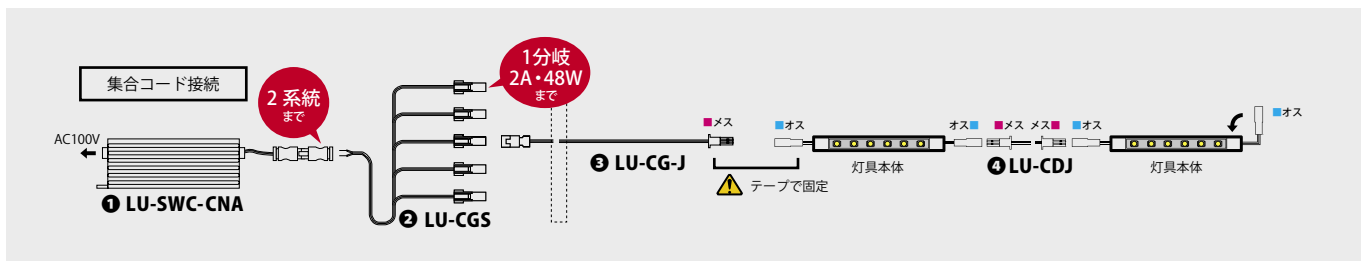 集合コード接続
AC100V
❶ LU-SWC-CNA
2系統
まで
❷ LU-CGS
1分岐
2A・48W
まで
❸ LU-CG-J
■メス
■オス
テープで固定
灯具本体
オス■
■メス
メス■
❹LU-CDJ
■オス
灯具本体
■オス